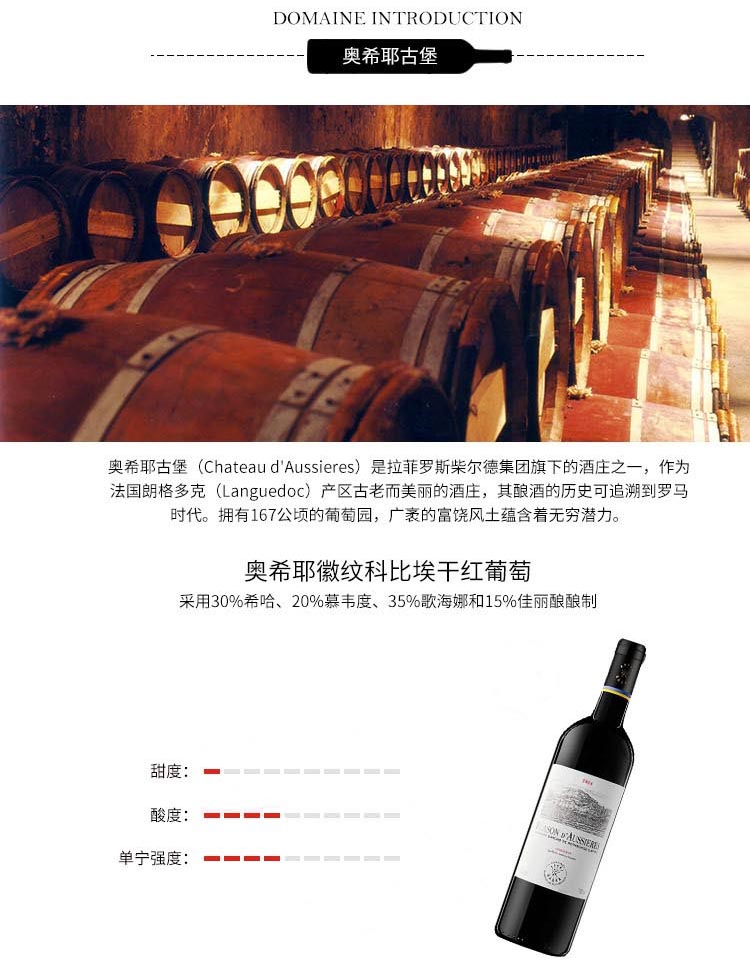 DOMAINE INTRODUCTION
奥希耶古堡
奥希耶古堡（Chateau d'Aussieres）是拉菲罗斯柴尔德集团旗下的酒庄之一，作为
法国朗格多克（Languedoc）产区古老而美丽的酒庄，其酿酒的历史可追溯到罗马
时代。拥有167公顷的葡萄园，广袤的富饶风土蕴含着无穷潜力。
奥希耶徽纹科比埃干红葡萄
采用30%希哈、20%慕韦度、35%歌海娜和15%佳丽酿酿制
甜度：
酸度：
单宁强度：
D'AUSSIERES